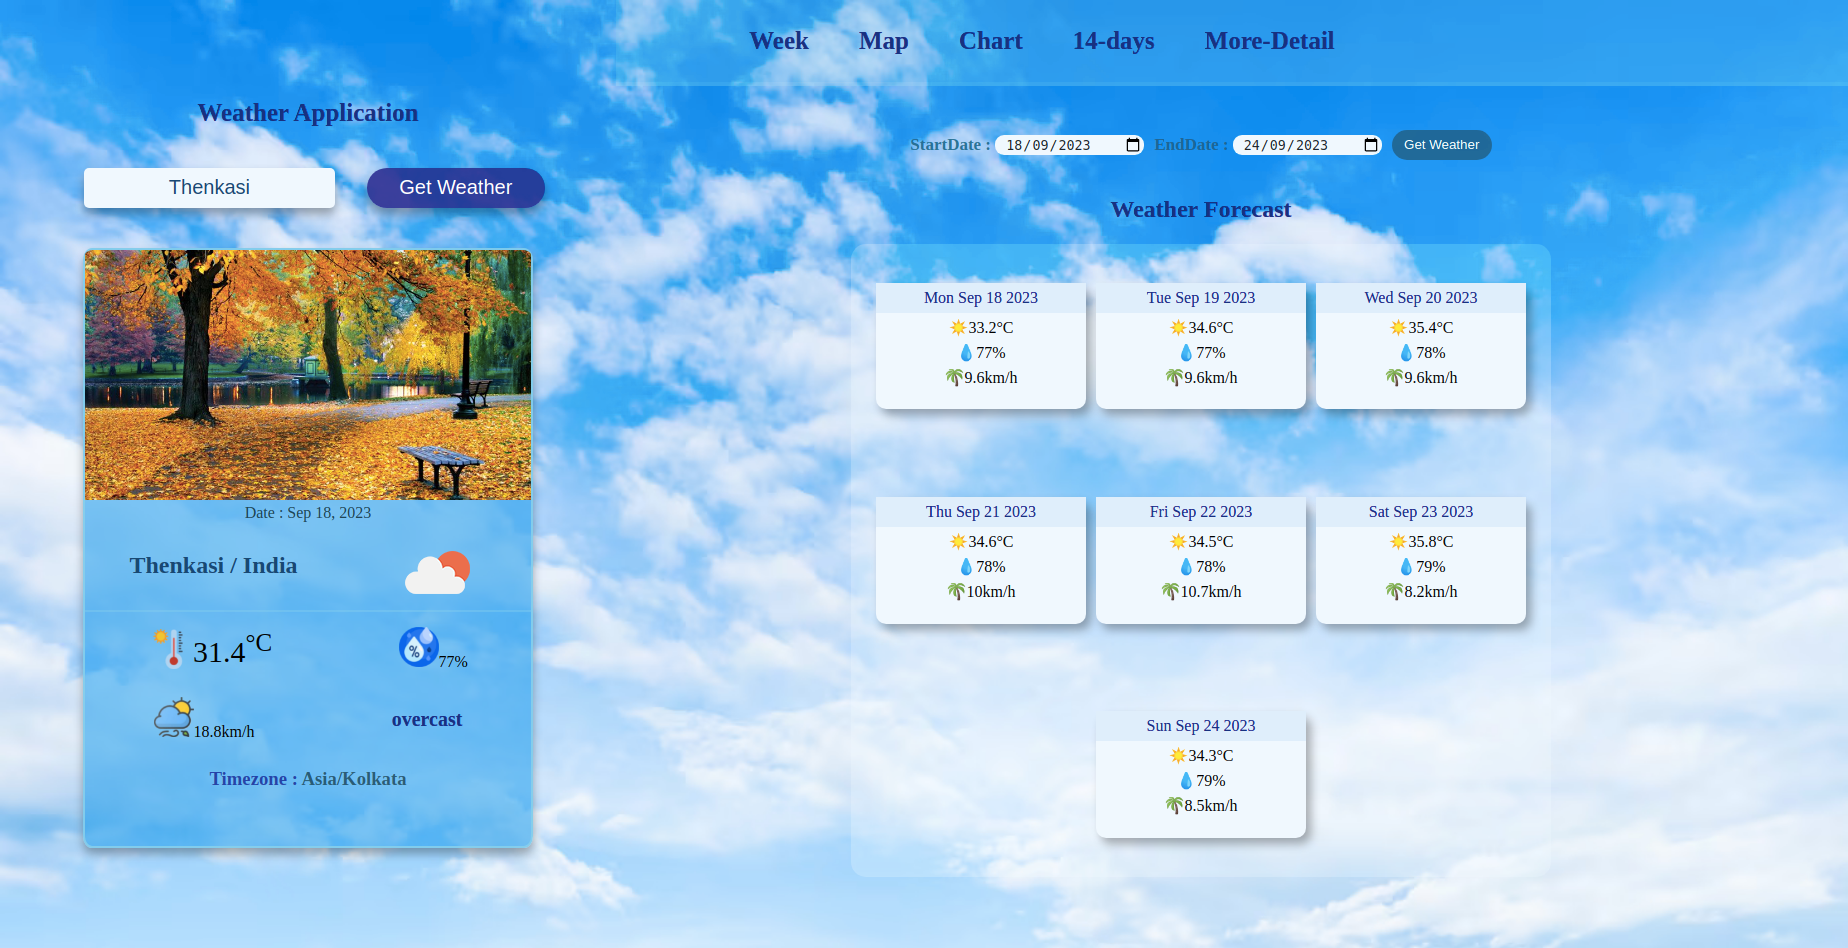 Week Map Chart 14-days More-Detail
Weather Application
Thenkasi Get Weather
Date : Sep 18, 2023
Thenkasi / India
31.4°C
%
77%
18.8km/h
overcast
Timezone : Asia/Kolkata
StartDate : 18/09/2023 EndDate : 24/09/2023 Get Weather
Weather Forecast
Mon Sep 18 2023
33.2°C
77%
9.6km/h
Tue Sep 19 2023
34.6°C
77%
9.6km/h
Wed Sep 20 2023
35.4°C
78%
9.6km/h
Thu Sep 21 2023
34.6°C
78%
10km/h
Fri Sep 22 2023
34.5°C
78%
10.7km/h
Sat Sep 23 2023
35.8°C
79%
8.2km/h
Sun Sep 24 2023
34.3°C
79%
8.5km/h